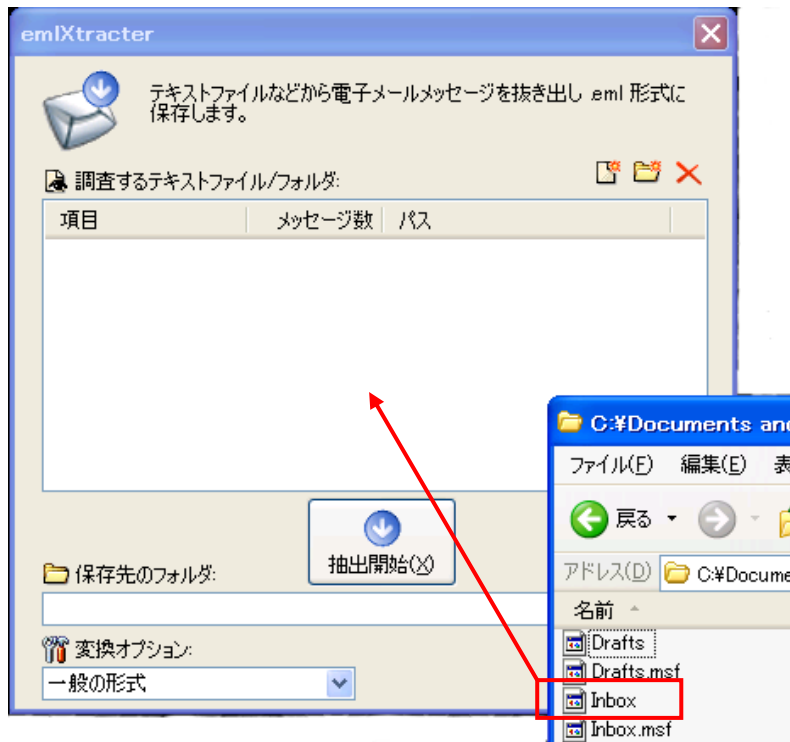 emlXtracter
テキストファイルなどから電子メールメッセージを抜き出し .eml 形式に
保存します。
調査するテキストファイル/フォルダ:
項目 メッセージ数 パス
抽出開始(X)
保存先のフォルダ:
変換オプション:
一般の形式
C:¥Documents and
ファイル(F) 編集(E) 表
戻る
アドレス(D) C:¥Docume
名前
Drafts
Drafts.msf
Inbox
Inbox.msf